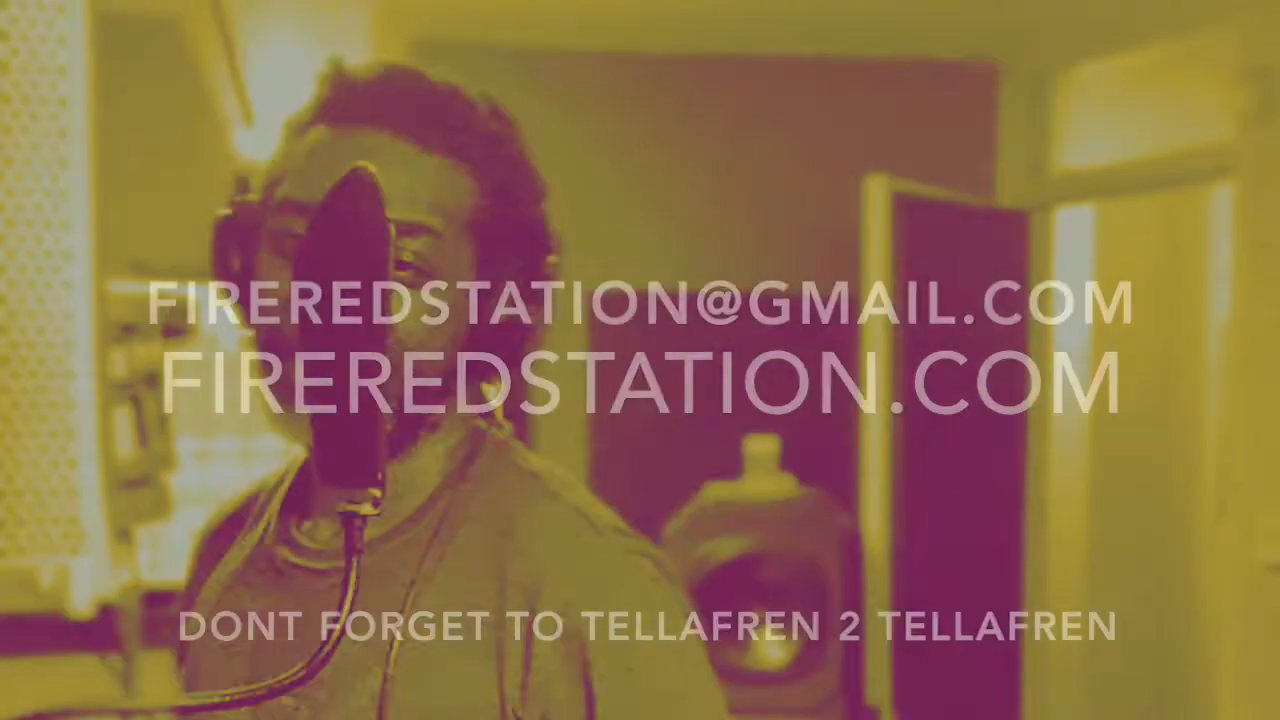 FIREREDSTATION@GMAIL.COM
FIREREDSTATION.COM
DONT FORGET TO TELLAFREN 2 TELLAFREN